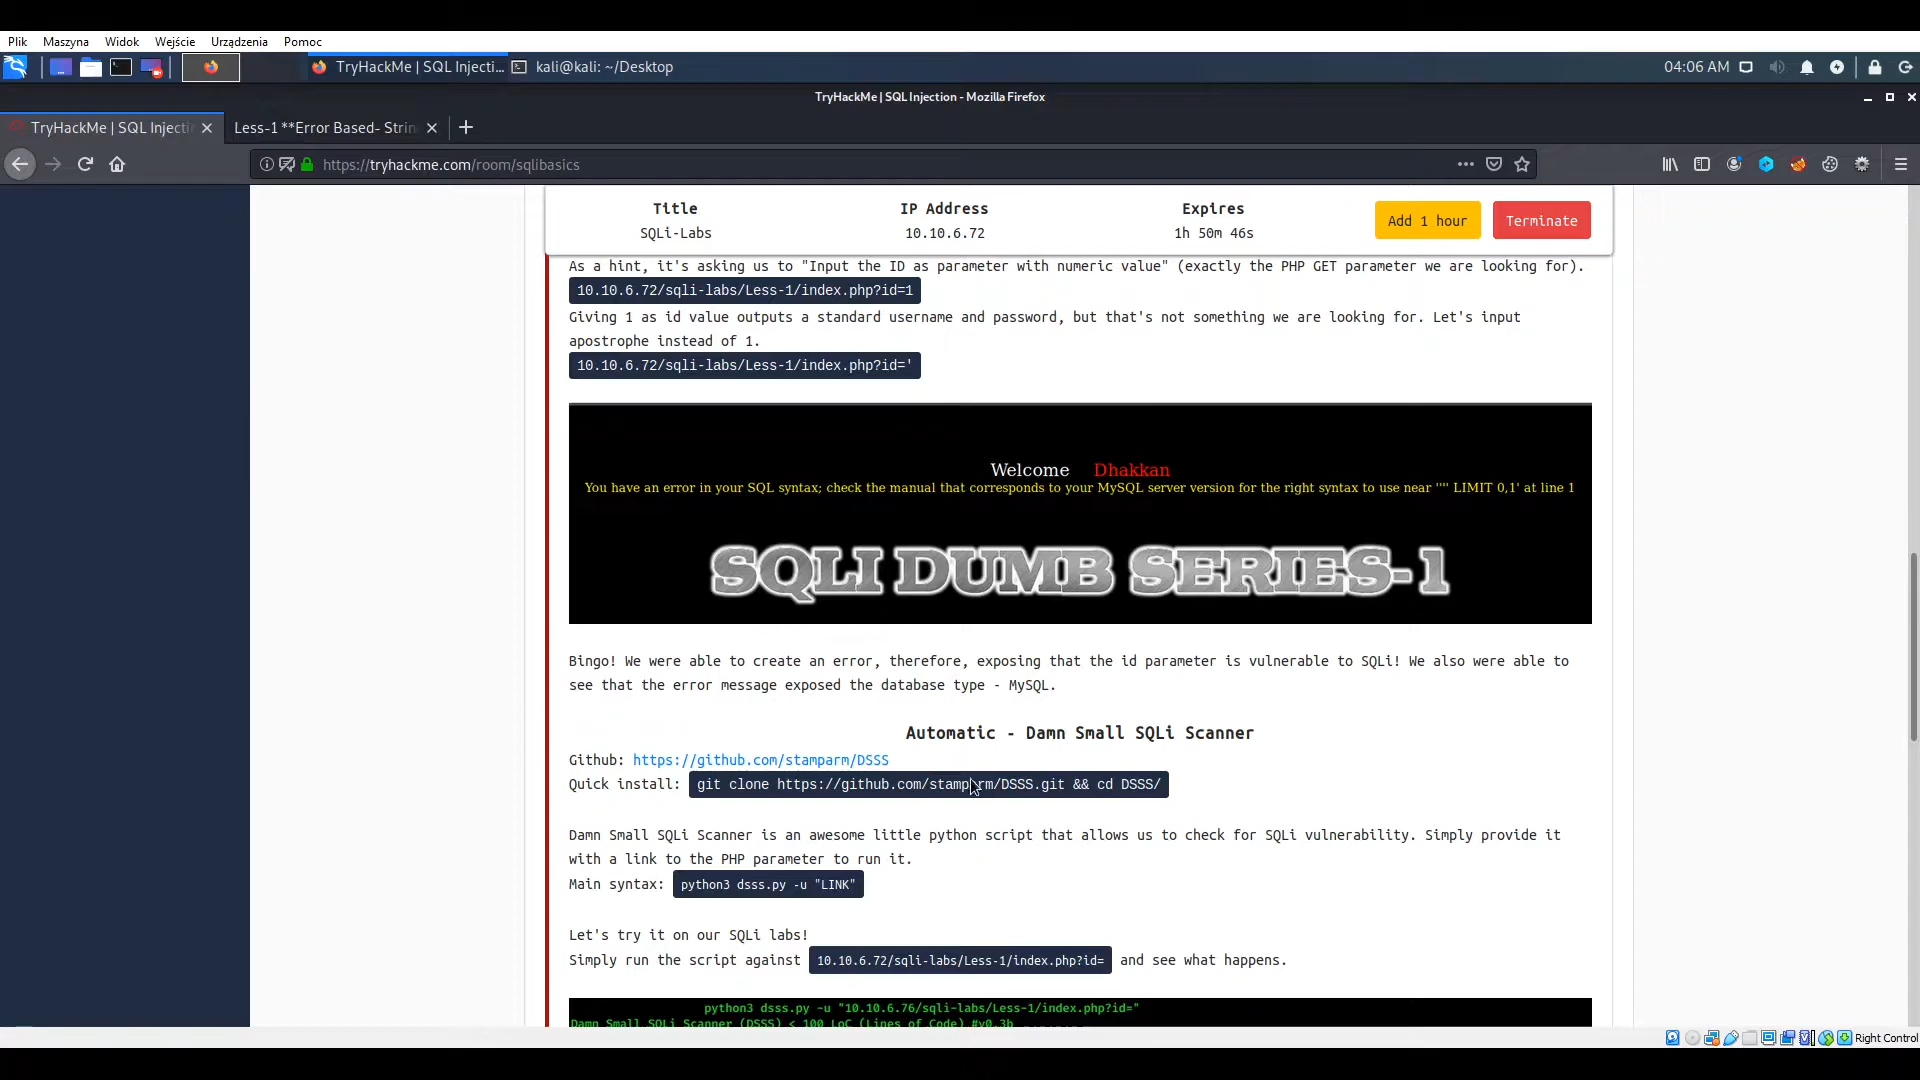 Plik Maszyna Widok Wejście Urządzenia Pomoc
TryHackMe | SQL Injecti... kali@kali: ~/Desktop 04:06 AM
TryHackMe | SQL Injection - Mozilla Firefox
TryHackMe | SQL Injecti Less-1 **Error Based- Strin
https://tryhackme.com/room/sqlibasics
Title IP Address Expires
SQLi-Labs 10.10.6.72 1h 50m 46s Add 1 hour Terminate
As a hint, it's asking us to "Input the ID as parameter with numeric value" (exactly the PHP GET parameter we are looking for).
10.10.6.72/sqli-labs/Less-1/index.php?id=1
Giving 1 as id value outputs a standard username and password, but that's not something we are looking for. Let's input
apostrophe instead of 1.
10.10.6.72/sqli-labs/Less-1/index.php?id='
Welcome Dhakkan
You have an error in your SQL syntax; check the manual that corresponds to your MySQL server version for the right syntax to use near '''' LIMIT 0,1' at line 1
SQLI DUMB SERIES-1
Bingo! We were able to create an error, therefore, exposing that the id parameter is vulnerable to SQLi! We also were able to
see that the error message exposed the database type - MySQL.
Automatic - Damn Small SQLi Scanner
Github: https://github.com/stamparm/DSSS
Quick install: git clone https://github.com/stamparm/DSSS.git && cd DSSS/
Damn Small SQLi Scanner is an awesome little python script that allows us to check for SQLi vulnerability. Simply provide it
with a link to the PHP parameter to run it.
Main syntax: python3 dsss.py -u "LINK"
Let's try it on our SQLi labs!
Simply run the script against 10.10.6.72/sqli-labs/Less-1/index.php?id= and see what happens.
python3 dsss.py -u "10.10.6.76/sqli-labs/Less-1/index.php?id="
Damn Small SQLi Scanner (DSSS) < 100 LoC (Lines of Code) #v0.3b
Right Control